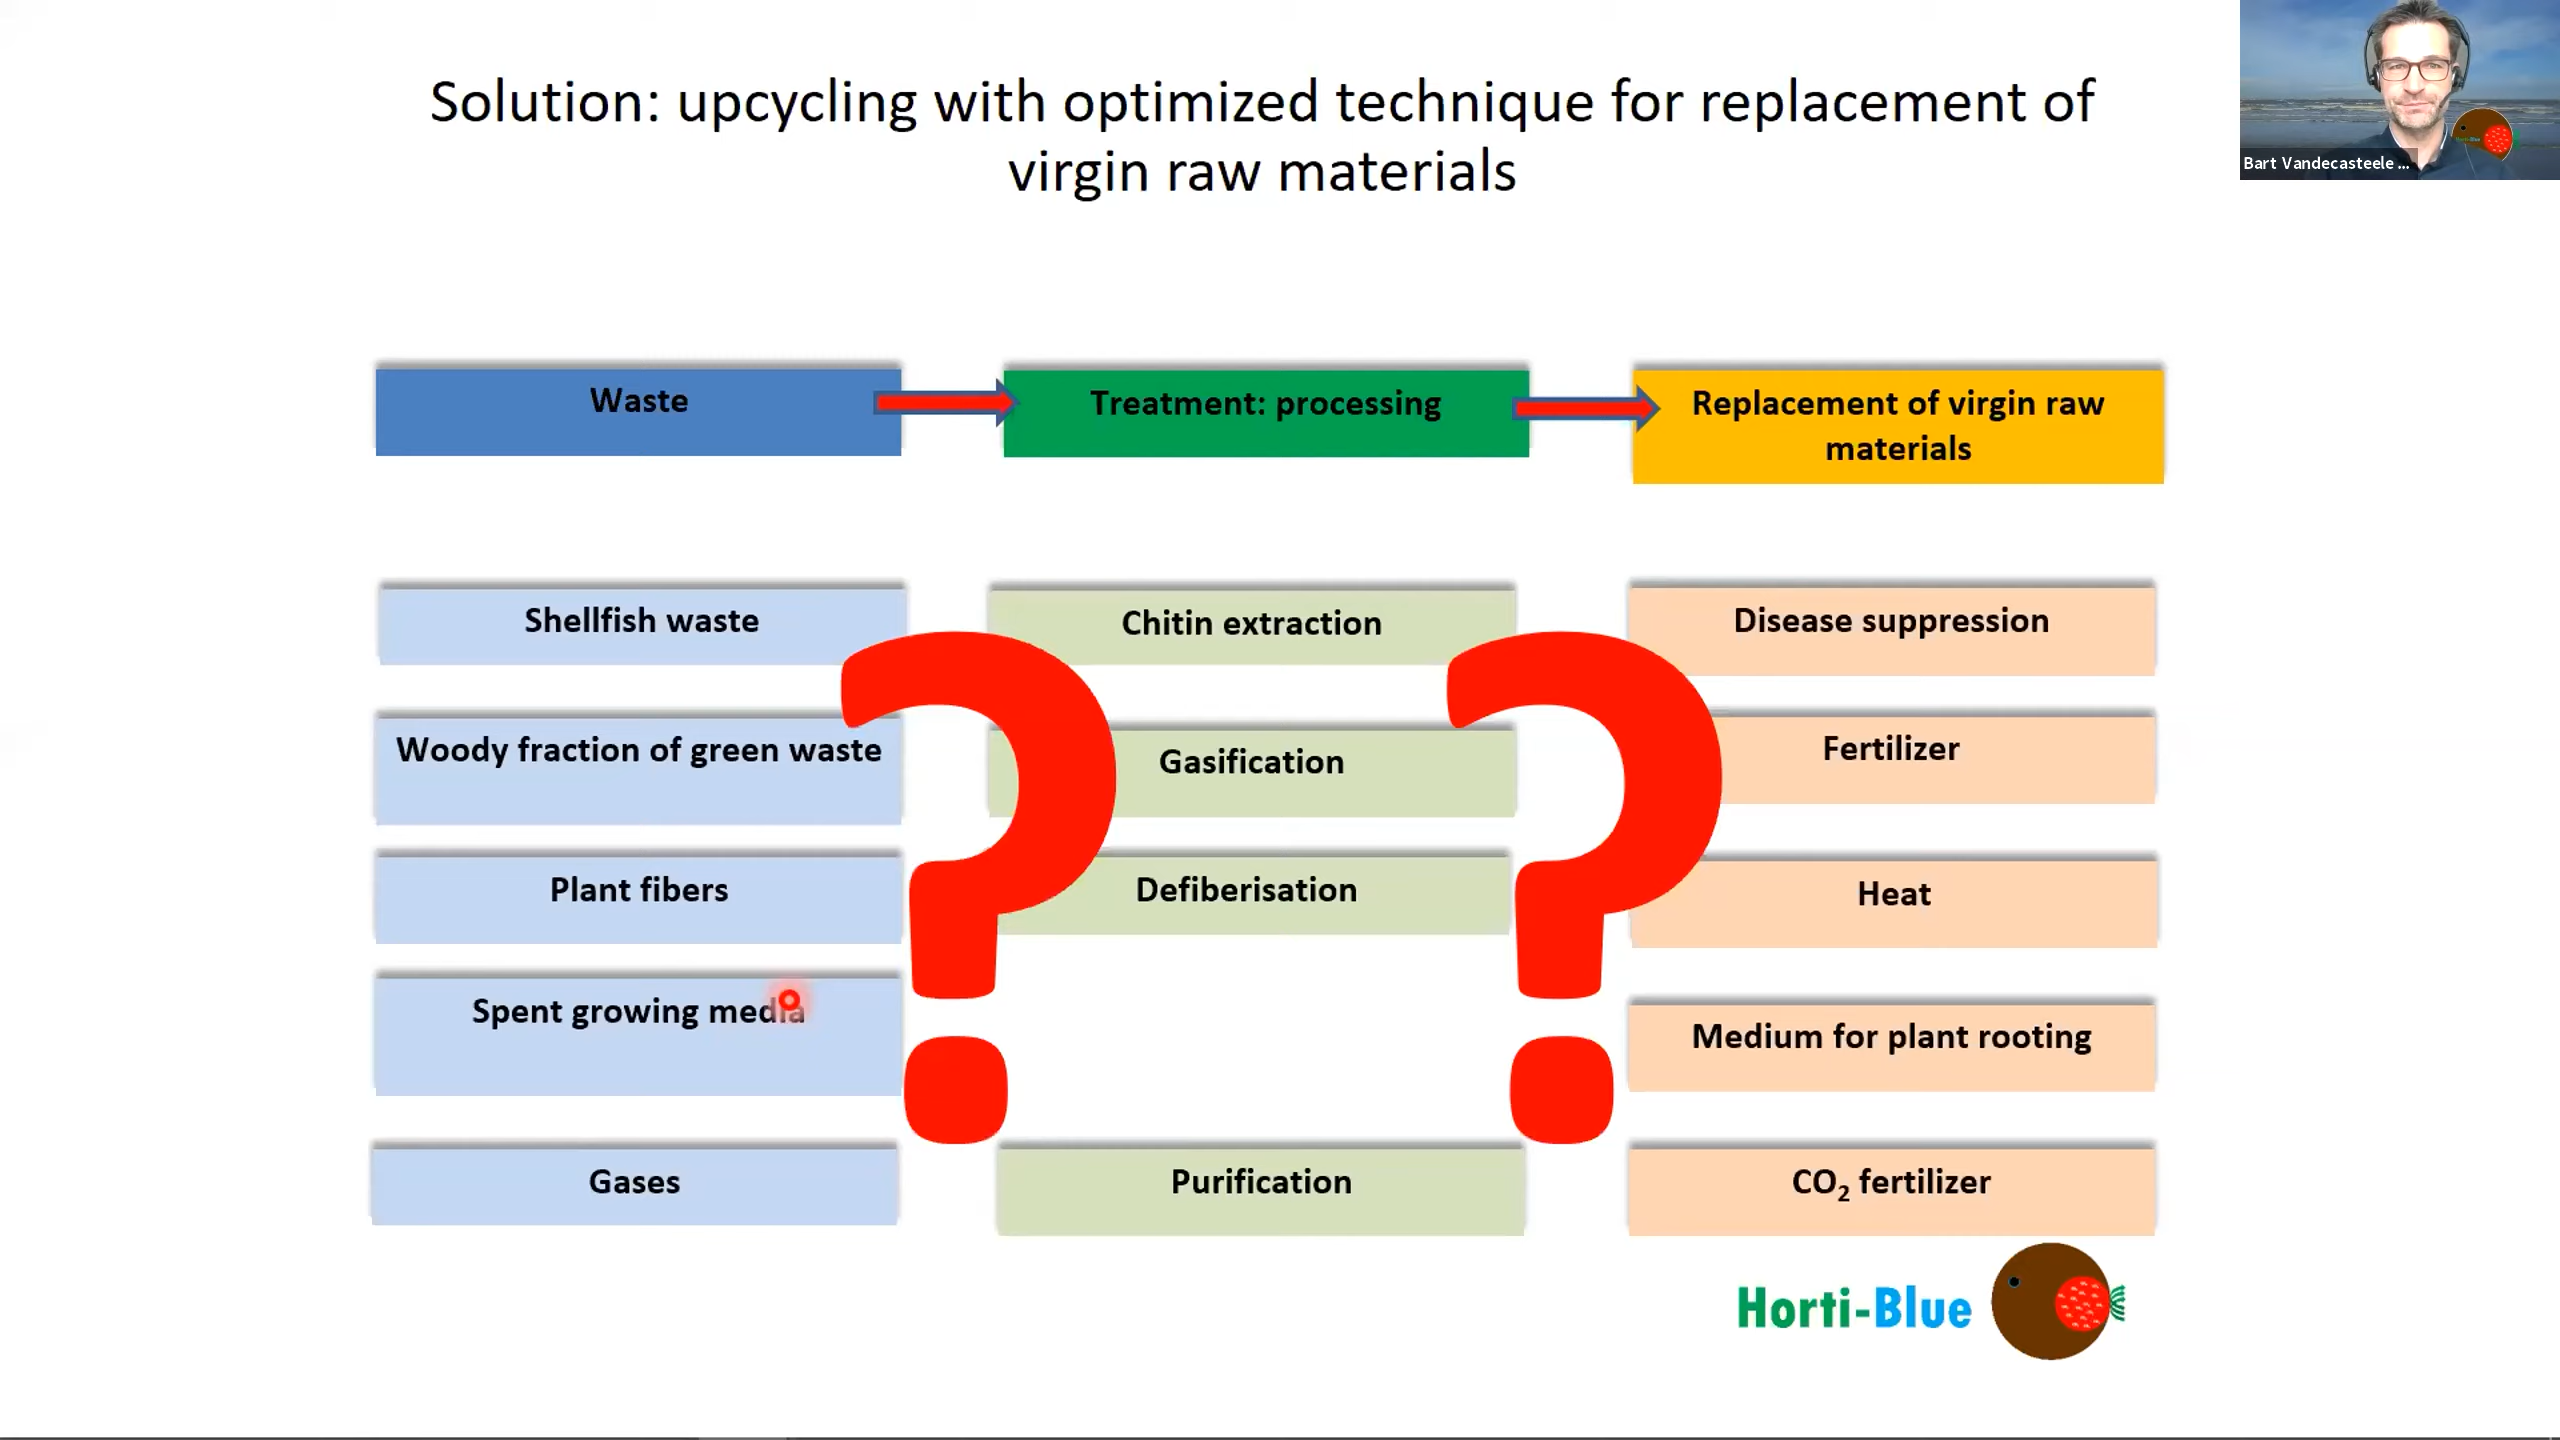 Solution: upcycling with optimized technique for replacement of
virgin raw materials
Bart Vandecasteele ...
Waste
Treatment: processing
Replacement of virgin raw
materials
Shellfish waste
Chitin extraction
Disease suppression
Woody fraction of green waste
Gasification
Fertilizer
Plant fibers
Defiberisation
Heat
Spent growing media
Medium for plant rooting
Gases
Purification
CO₂ fertilizer
?
?
Horti-Blue